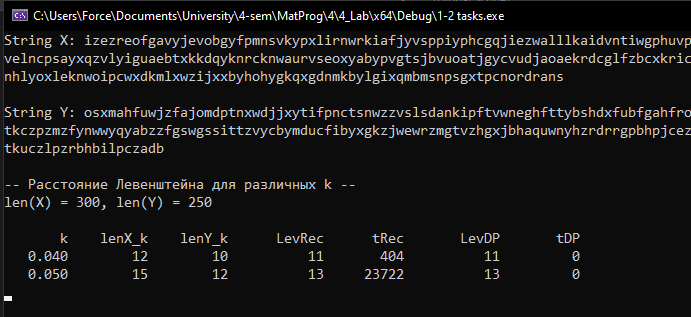 C:\Users\Force\Documents\University\4-sem\MatProg\4\4_Lab\x64\Debug\1-2 tasks.exe
String X: izezreofgavyjevobgyfpmnsvkypxlirnwrkiafjyvsppiyphcgqjiezwalllkaidvntiwgphuvp
velncpsayxqzvlyiguaebtxkkdqyknrcknwaurvseoxyabypvgtsjbvuoatjgycvudjaoaekrdcglfzbcxkric
nhlyoxleknwoipcwxdkmlxwzijxxbyhohygkqxgdnmkbylgixqmbmsnpsgxtpcnordrans
String Y: osxmahfuwjzfajomdptnxwdjjxytifpnctsnwzzvslsdankipftvwneghfttybshdxfubfgahfro
tkczpzmzfynwwyqyabzzfgswgssittzvycbymducfibyxgkzjwewrzmgtvzhgxjbhaquwnyhzrdrrgpbhpjcez
tkuczlpzrbhbilpczadb
-- Расстояние Левенштейна для различных k --
len(X) = 300, len(Y) = 250
k lenX_k lenY_k LevRec tRec LevDP tDP
0.040 12 10 11 404 11 0
0.050 15 12 13 23722 13 0